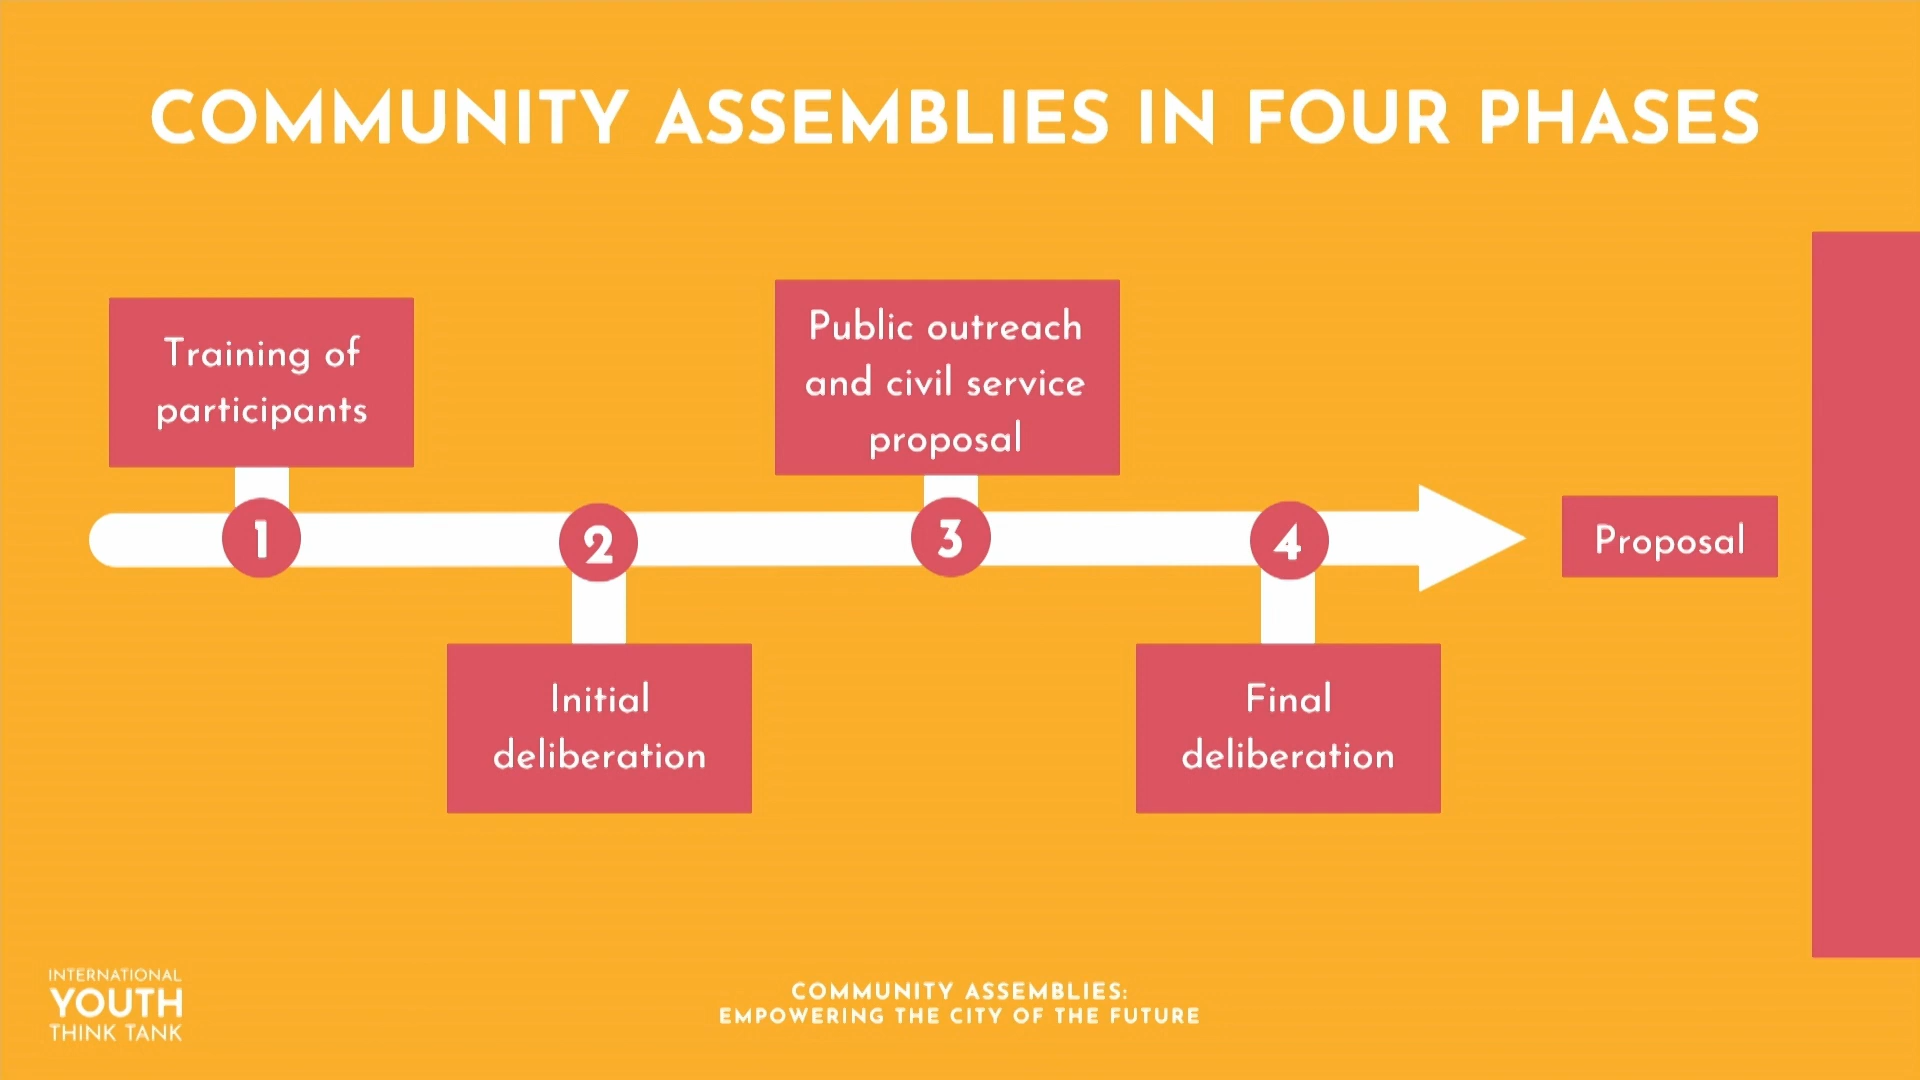 COMMUNITY ASSEMBLIES IN FOUR PHASES
Training of
participants
1
2
Initial
deliberation
Public outreach
and civil service
proposal
3
4
Final
deliberation
Proposal
INTERNATIONAL
YOUTH
THINK TANK
COMMUNITY ASSEMBLIES:
EMPOWERING THE CITY OF THE FUTURE